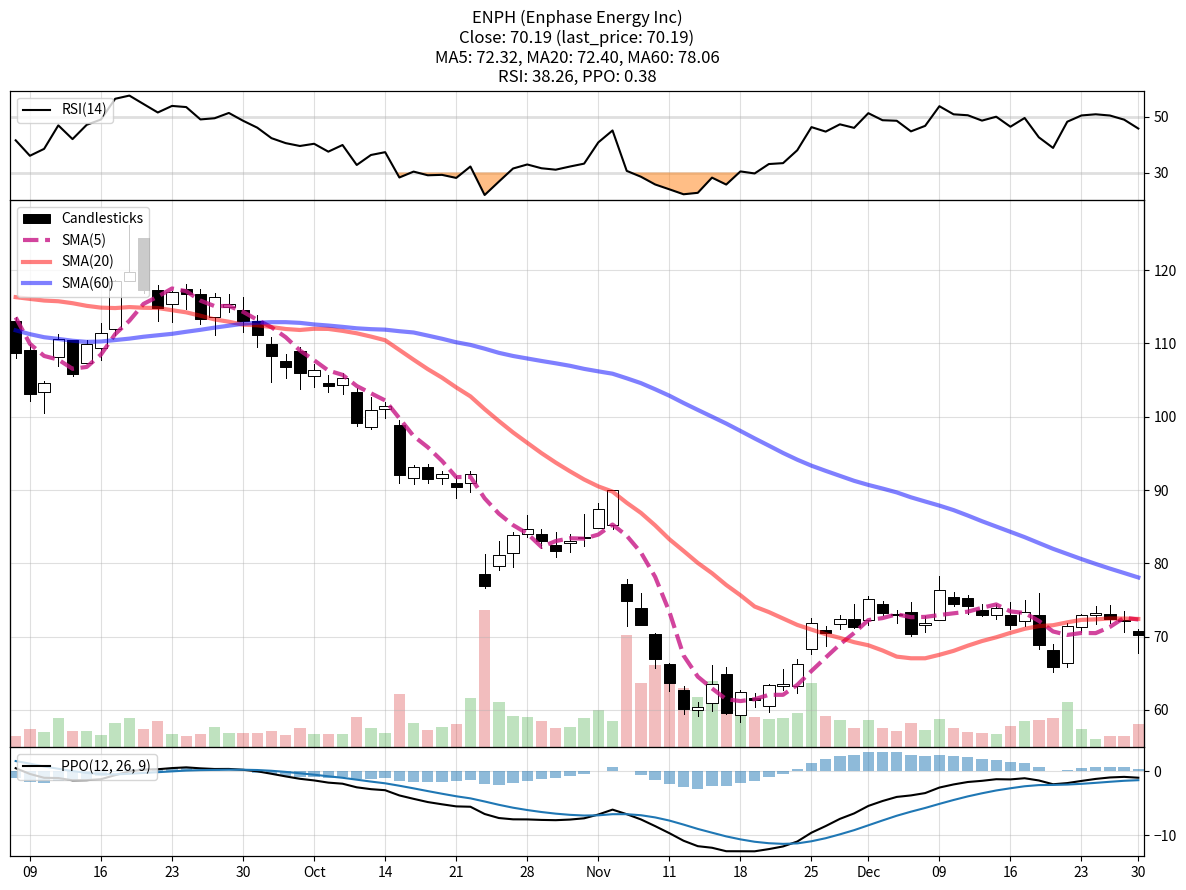 ENPH (Enphase Energy Inc)
Close: 70.19 (last_price: 70.19)
MA5: 72.32, MA20: 72.40, MA60: 78.06
RSI: 38.26, PPO: 0.38
RSI(14)
50
30
Candlesticks
SMA(5)
SMA(20)
SMA(60)
120
110
100
90
80
70
60
PPO(12, 26, 9)
0
−10
09 16 23 30 Oct 14 21 28 Nov 11 18 25 Dec 09 16 23 30